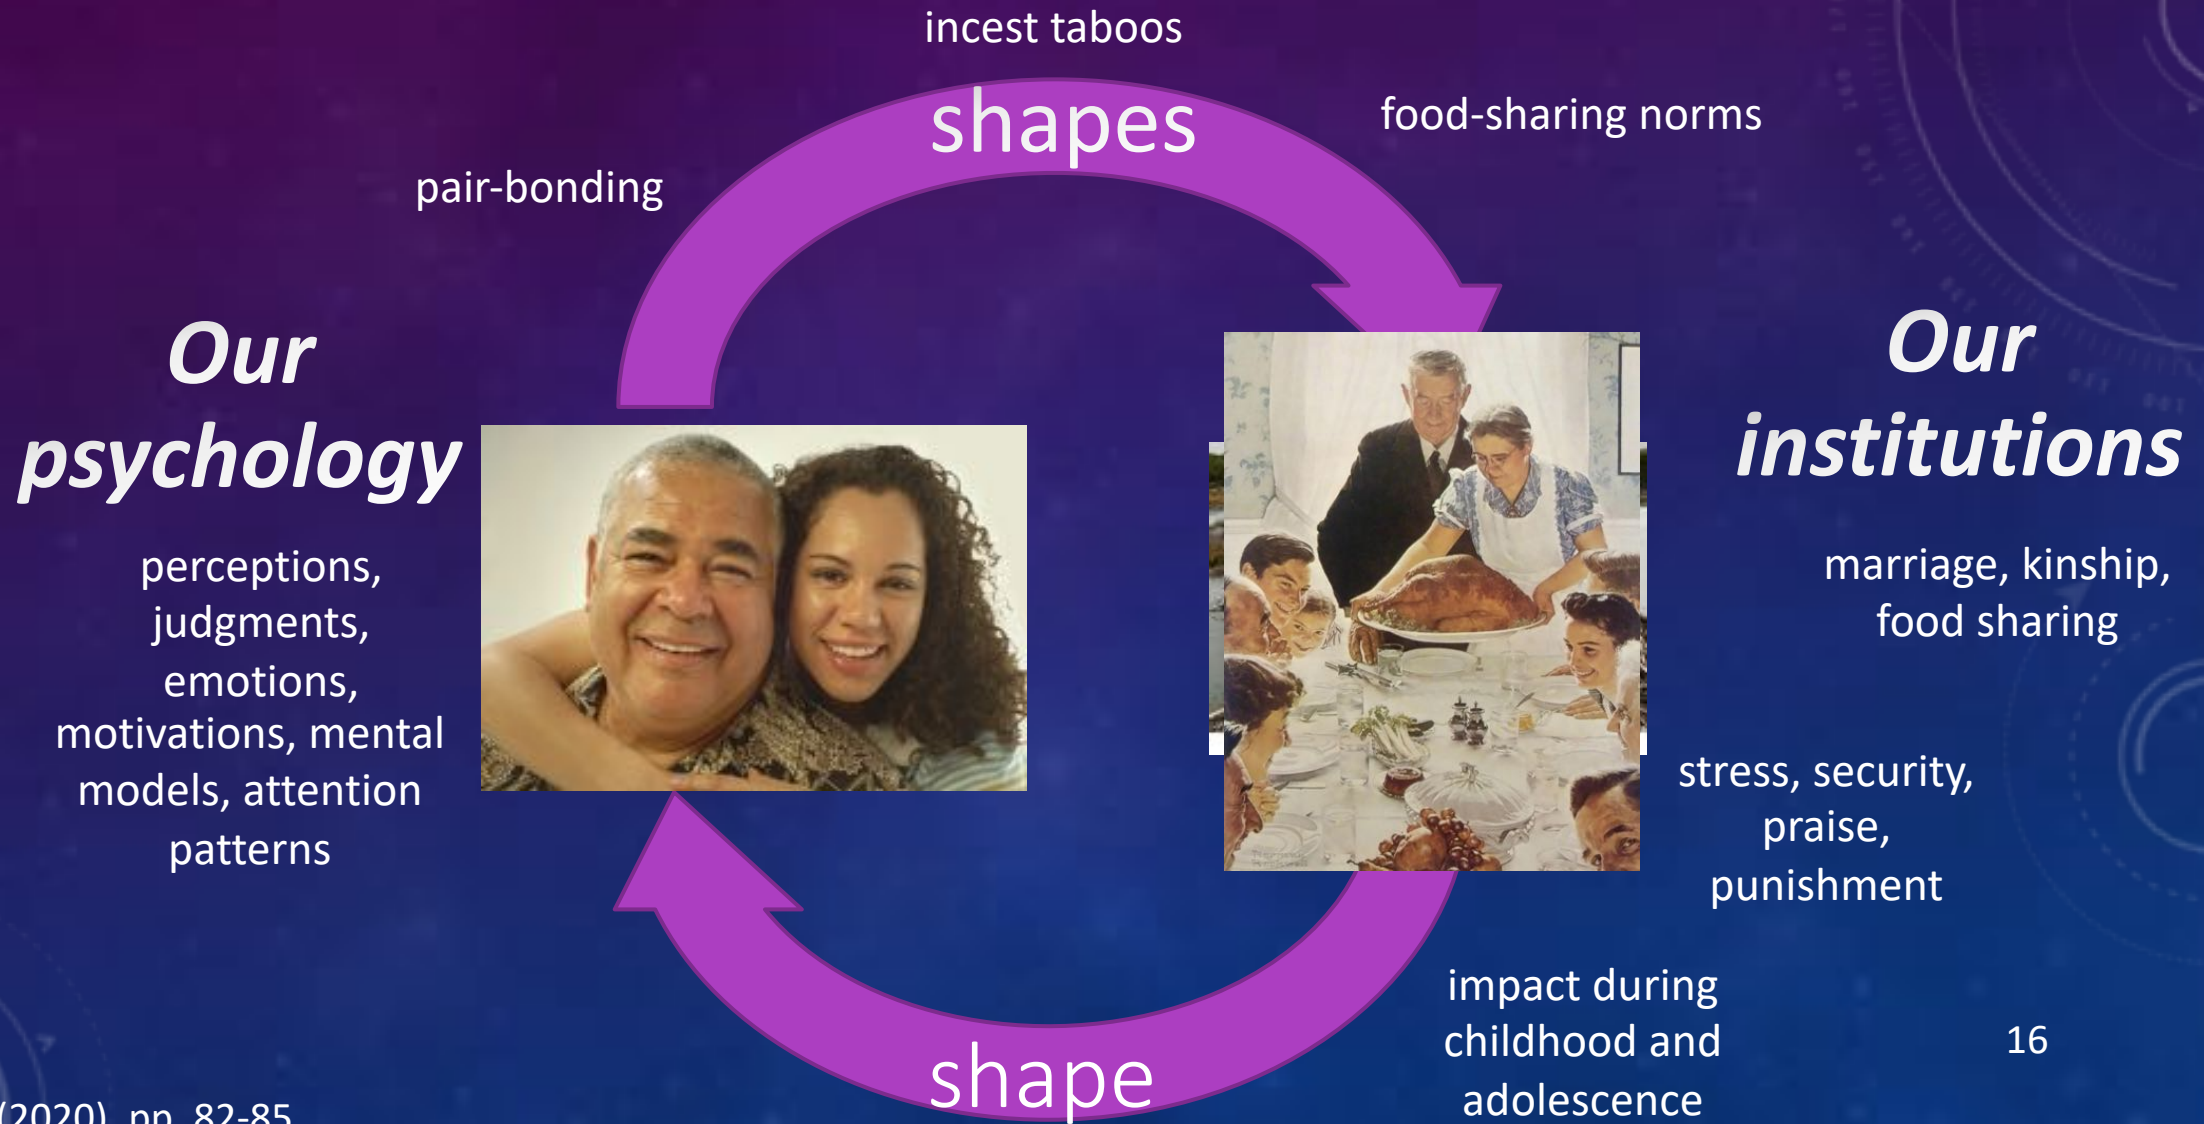 incest taboos
shapes
food-sharing norms
pair-bonding
Our
psychology
perceptions,
judgments,
emotions,
motivations, mental
models, attention
patterns
Our
institutions
marriage, kinship,
food sharing
stress, security,
praise,
punishment
impact during
childhood and
adolescence
shape
16
(2020), pp. 82-85